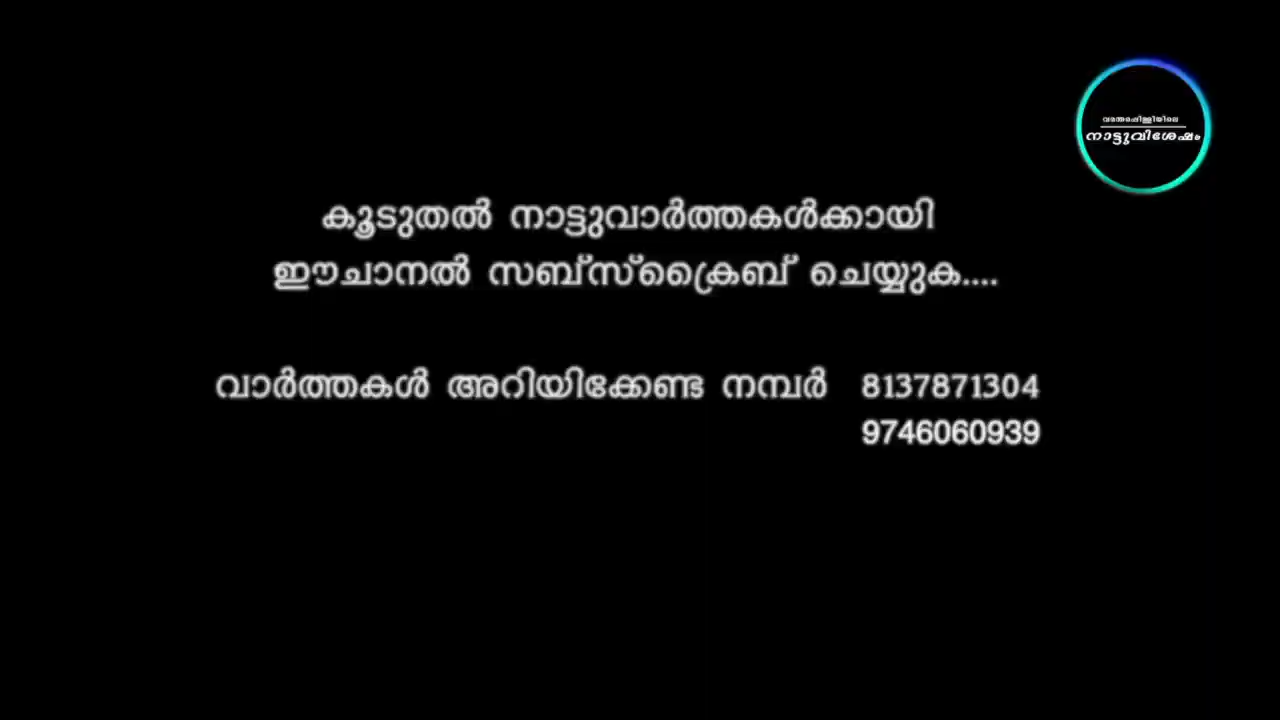 നാട്ടുവിശേഷം
കൂടുതൽ നാട്ടുവാർത്തകൾക്കായി
ഈചാനൽ സബ്സ്ക്രൈബ് ചെയ്യുക....
വാർത്തകൾ അറിയിക്കേണ്ട നമ്പർ 8137871304
9746060939